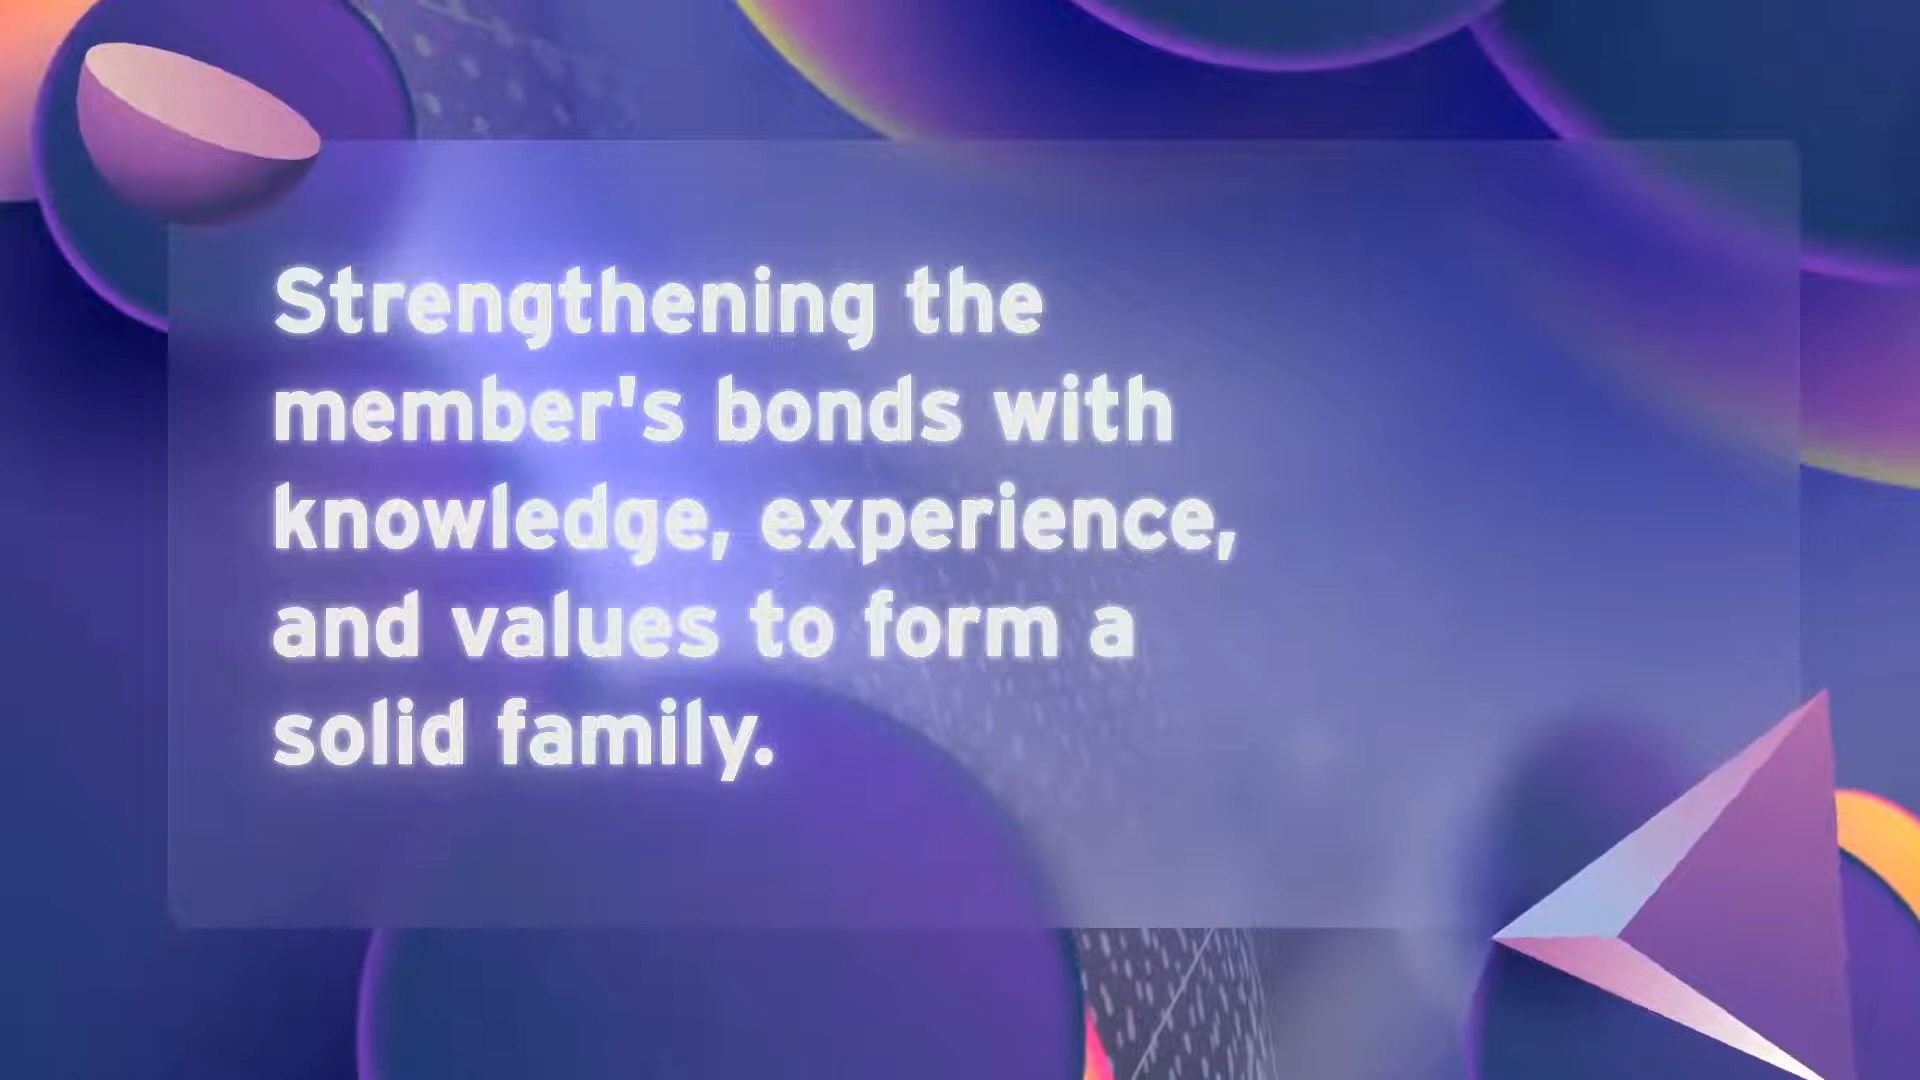 Strengthening the
member's bonds with
knowledge, experience,
and values to form a
solid family.